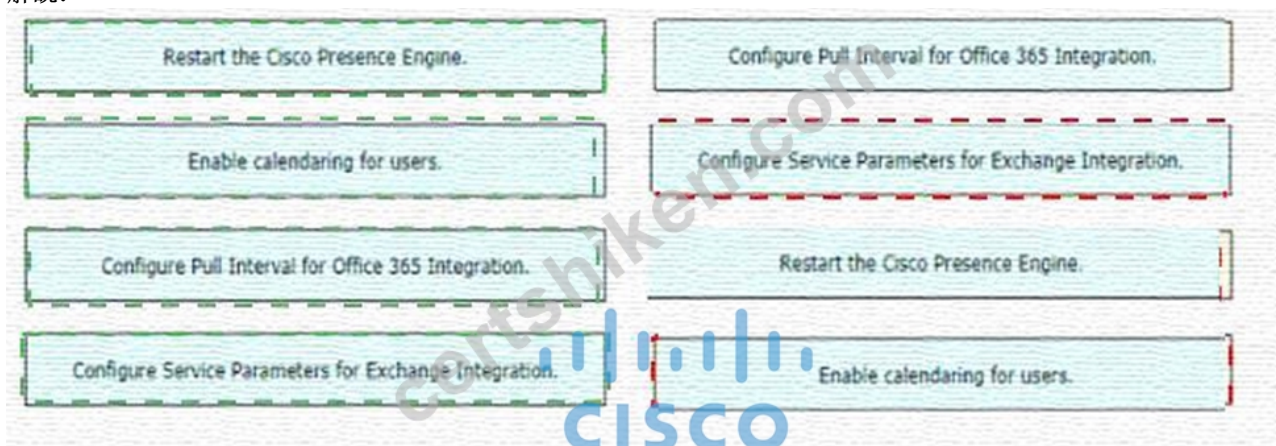 解説:
Restart the Cisco Presence Engine.
Configure Pull Interval for Office 365 Integration.
Enable calendaring for users.
Configure Service Parameters for Exchange Integration.
Configure Pull Interval for Office 365 Integration.
Restart the Cisco Presence Engine.
Configure Service Parameters for Exchange Integration.
Enable calendaring for users.
certshiken.com
CISCO